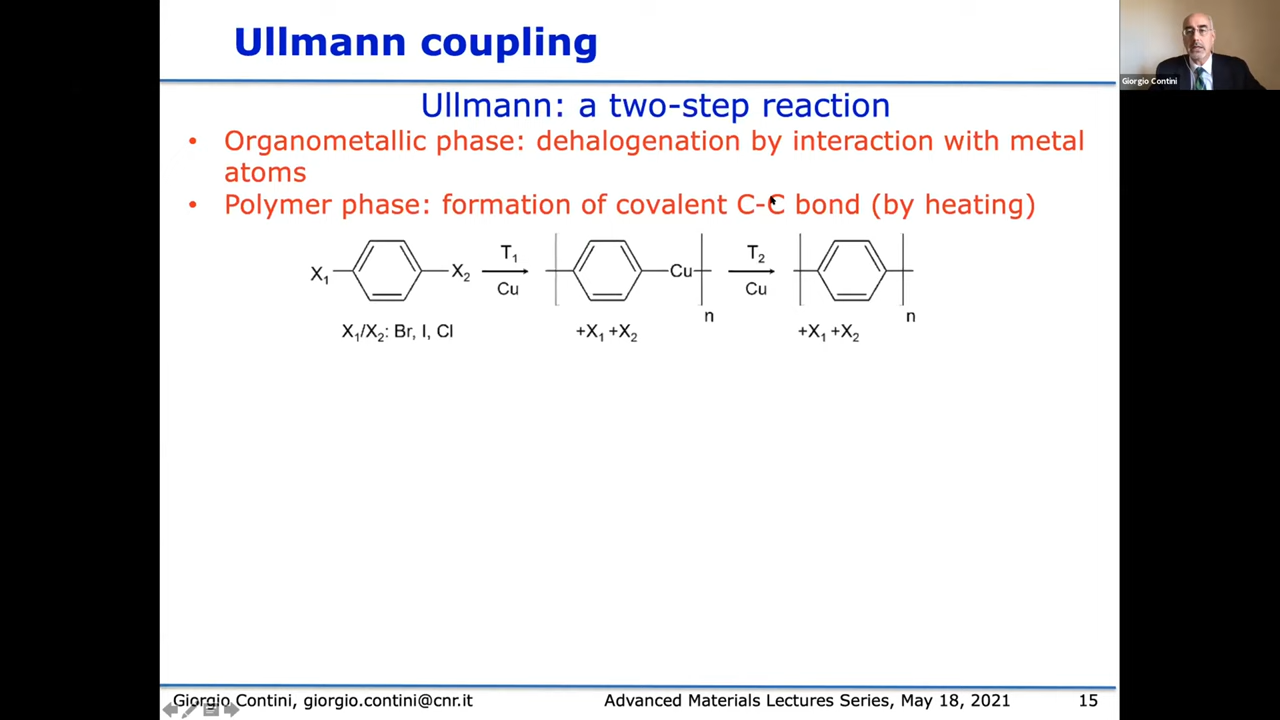 Ullmann coupling
Giorgio Contini
Ullmann: a two-step reaction
• Organometallic phase: dehalogenation by interaction with metal
atoms
• Polymer phase: formation of covalent C-C bond (by heating)
X₁ X₂ T₁ Cu Cu n T₂ Cu n
X₁/X₂: Br, I, Cl +X₁ +X₂ +X₁ +X₂
Giorgio Contini, giorgio.contini@cnr.it Advanced Materials Lectures Series, May 18, 2021 15